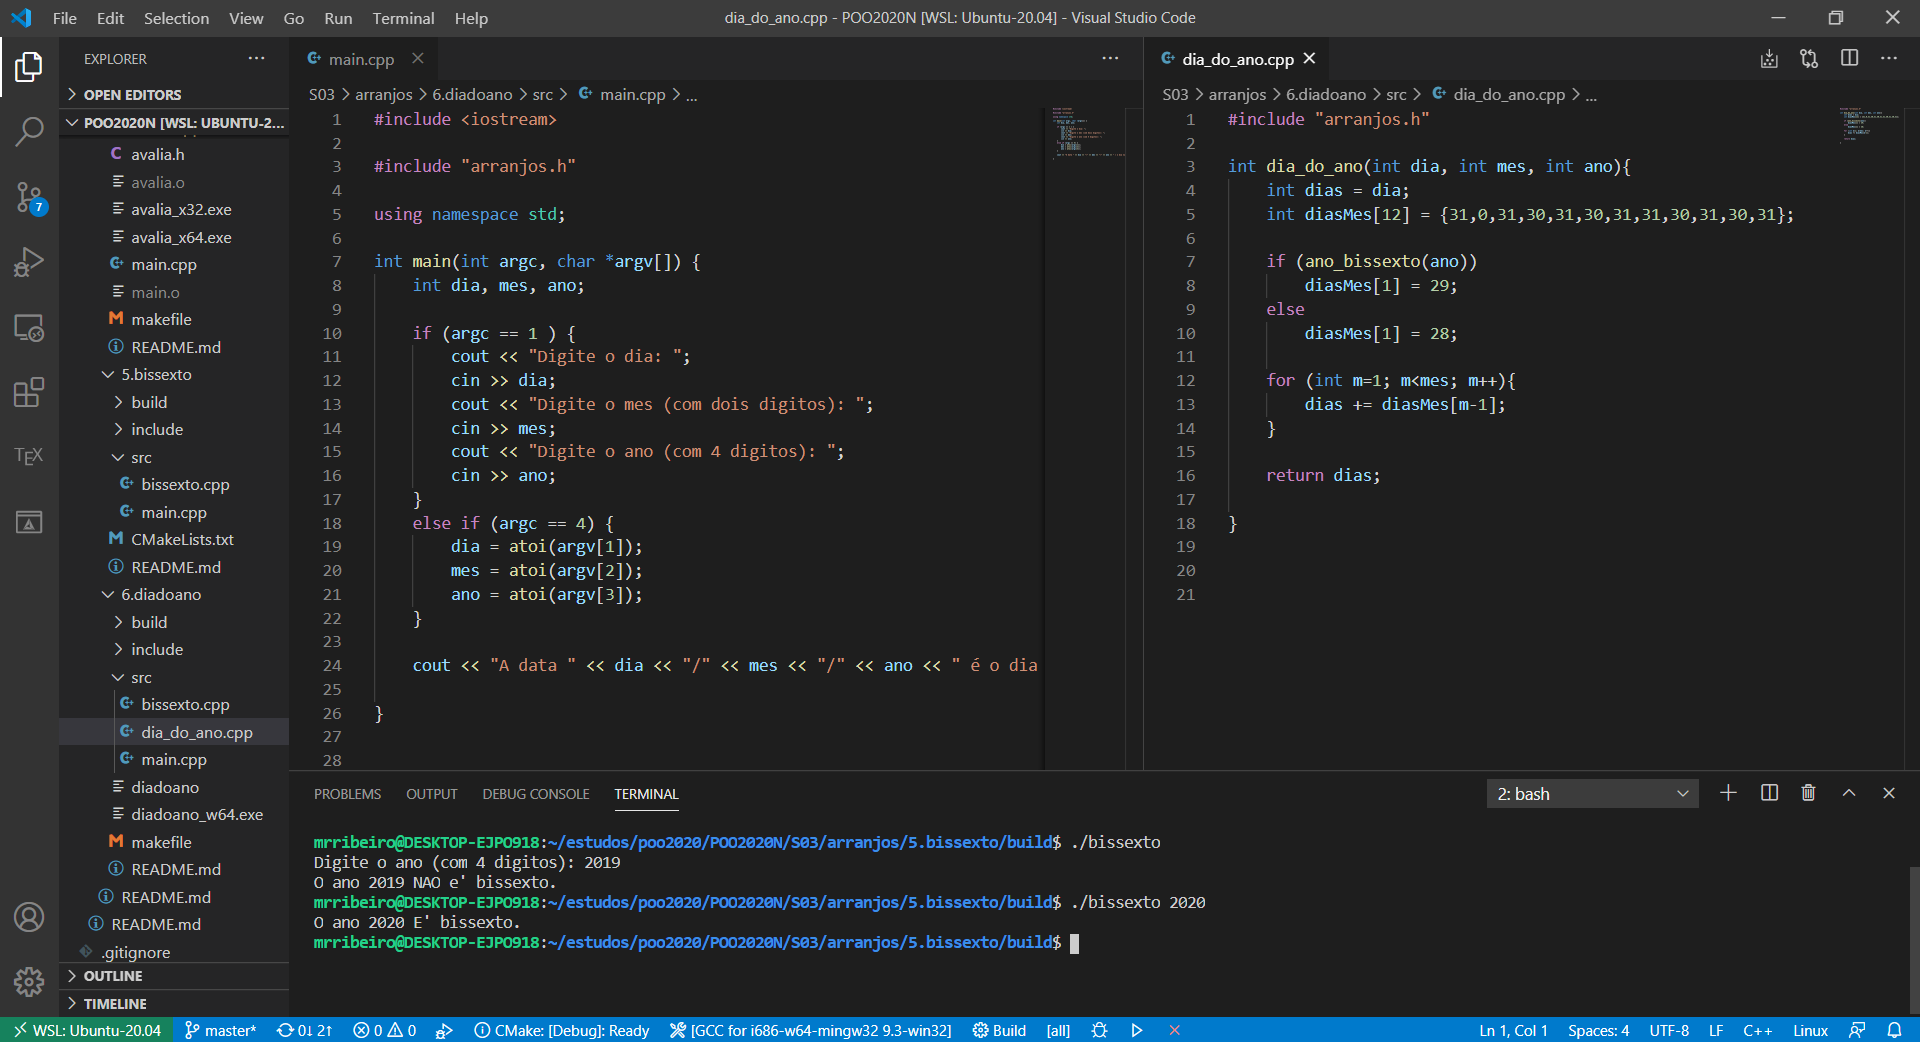 File Edit Selection View Go Run Terminal Help
dia_do_ano.cpp - POO2020N [WSL: Ubuntu-20.04] - Visual Studio Code
EXPLORER
OPEN EDITORS
POO2020N [WSL: UBUNTU-2...
avalia.h
avalia.o
avalia_x32.exe
avalia_x64.exe
main.cpp
main.o
makefile
README.md
5.bissexto
build
include
src
bissexto.cpp
main.cpp
CMakeLists.txt
README.md
6.diadoano
build
include
src
bissexto.cpp
dia_do_ano.cpp
main.cpp
diadoano
diadoano_w64.exe
makefile
README.md
README.md
README.md
.gitignore
OUTLINE
TIMELINE
7
TEX
main.cpp
S03 > arranjos > 6.diadoano > src > main.cpp > ...
1 #include <iostream>
2
3 #include "arranjos.h"
4
5 using namespace std;
6
7 int main(int argc, char *argv[]) {
8 int dia, mes, ano;
9
10 if (argc == 1 ) {
11 cout << "Digite o dia: ";
12 cin >> dia;
13 cout << "Digite o mes (com dois digitos): ";
14 cin >> mes;
15 cout << "Digite o ano (com 4 digitos): ";
16 cin >> ano;
17 }
18 else if (argc == 4) {
19 dia = atoi(argv[1]);
20 mes = atoi(argv[2]);
21 ano = atoi(argv[3]);
22 }
23
24 cout << "A data " << dia << "/" << mes << "/" << ano << " é o dia
25
26 }
27
28
dia_do_ano.cpp
S03 > arranjos > 6.diadoano > src > dia_do_ano.cpp > ...
1 #include "arranjos.h"
2
3 int dia_do_ano(int dia, int mes, int ano){
4 int dias = dia;
5 int diasMes[12] = {31,0,31,30,31,30,31,31,30,31,30,31};
6
7 if (ano_bissexto(ano))
8 diasMes[1] = 29;
9 else
10 diasMes[1] = 28;
11
12 for (int m=1; m<mes; m++){
13 dias += diasMes[m-1];
14 }
15
16 return dias;
17
18 }
19
20
21
PROBLEMS OUTPUT DEBUG CONSOLE TERMINAL
2: bash
mrribeiro@DESKTOP-EJPO918:~/estudos/poo2020/POO2020N/S03/arranjos/5.bissexto/build$ ./bissexto
Digite o ano (com 4 digitos): 2019
O ano 2019 NAO e' bissexto.
mrribeiro@DESKTOP-EJPO918:~/estudos/poo2020/POO2020N/S03/arranjos/5.bissexto/build$ ./bissexto 2020
O ano 2020 E' bissexto.
mrribeiro@DESKTOP-EJPO918:~/estudos/poo2020/POO2020N/S03/arranjos/5.bissexto/build$
WSL: Ubuntu-20.04 master* 0↓ 2↑ 0 0 CMake: [Debug]: Ready [GCC for i686-w64-mingw32 9.3-win32] Build [all] Ln 1, Col 1 Spaces: 4 UTF-8 LF C++ Linux